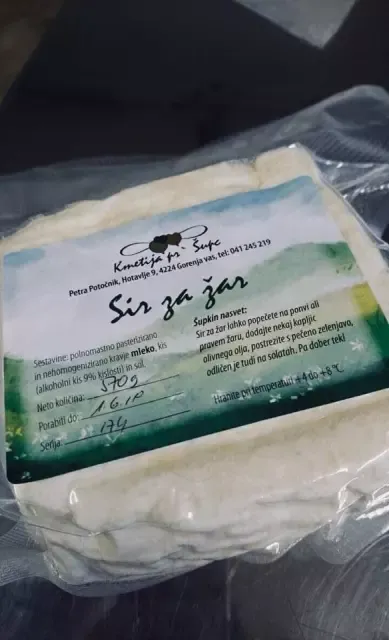 Kmetija pr' Šupc
Petra Potočnik, Hotavlje 9, 4224 Gorenja vas, tel: 041 245 219
Sir za žar
Sestavine: polnomastno pasterizirano
in nehomogenizirano kravje mleko, kis
(alkoholni kis 9% kislosti) in sol.
Neto količina: 570g
Porabiti do: 1.6.18
Serija: 174
Šupkin nasvet:
Sir za žar lahko popečete na ponvi ali
pravem žaru, dodajte nekaj kapljic
olivnega olja, postrezite s pečeno zelenjavo,
odličen je tudi na solatah. Pa dober tek!
Hranite pri temperaturi +4 do +8 °C